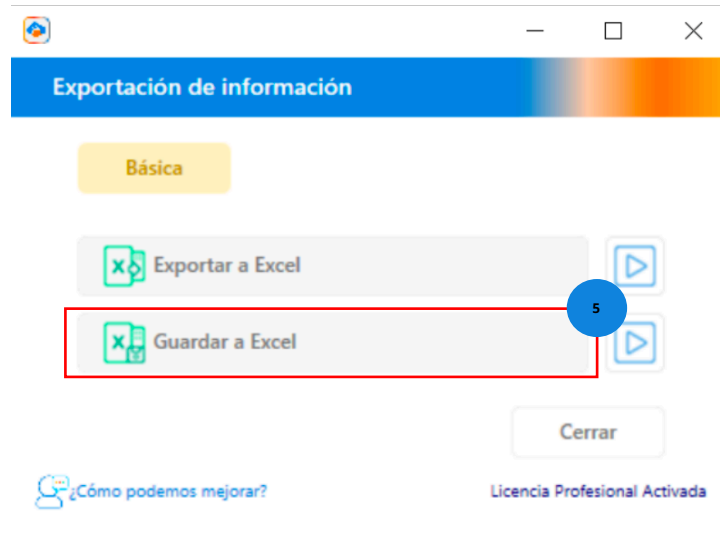 Exportación de información
Básica
Exportar a Excel
5
Guardar a Excel
Cerrar
¿Cómo podemos mejorar?
Licencia Profesional Activada